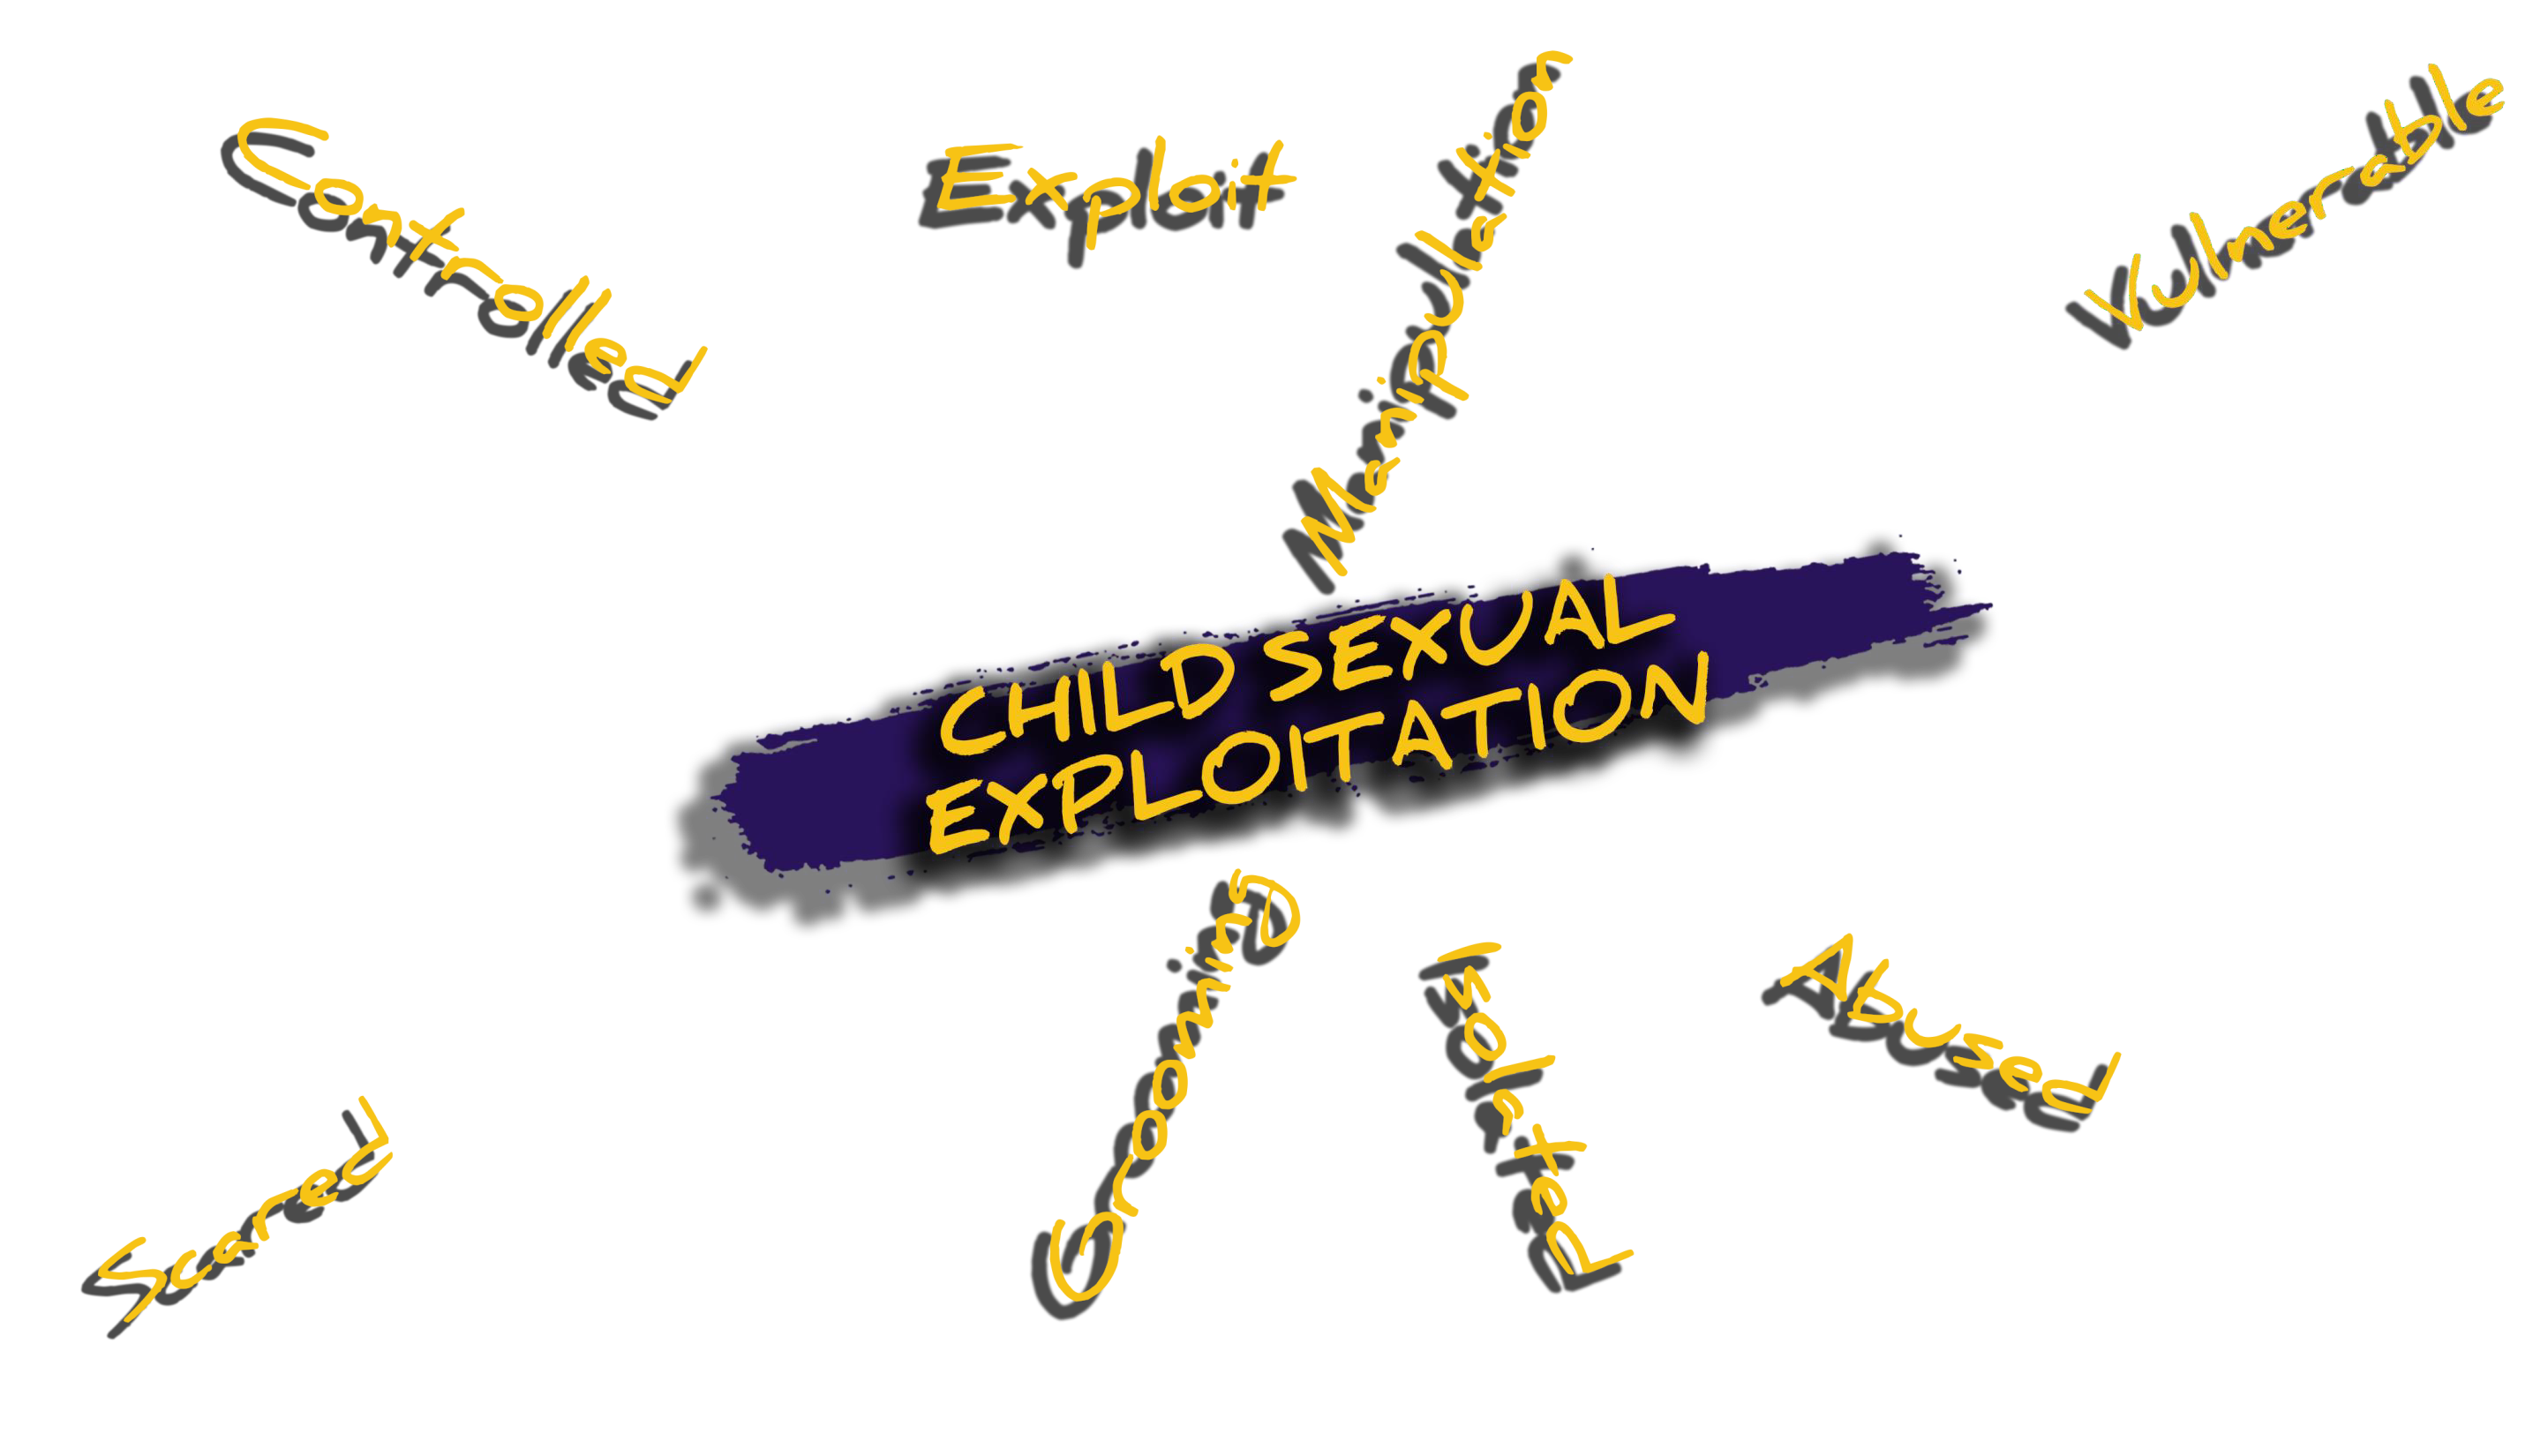 Controlled
Exploit
Manipulation
Vulnerable
CHILD SEXUAL
EXPLOITATION
Grooming
Isolated
Abused
Scared